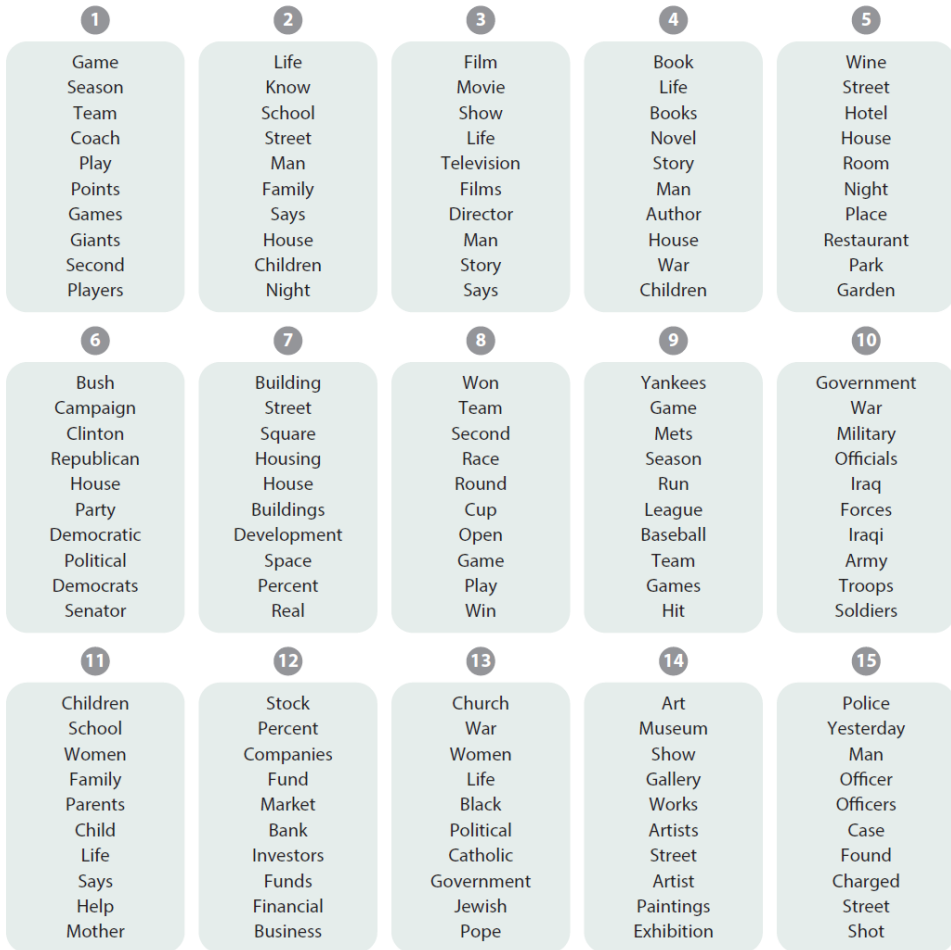 1
Game
Season
Team
Coach
Play
Points
Games
Giants
Second
Players
2
Life
Know
School
Street
Man
Family
Says
House
Children
Night
3
Film
Movie
Show
Life
Television
Films
Director
Man
Story
Says
4
Book
Life
Books
Novel
Story
Man
Author
House
War
Children
5
Wine
Street
Hotel
House
Room
Night
Place
Restaurant
Park
Garden
6
Bush
Campaign
Clinton
Republican
House
Party
Democratic
Political
Democrats
Senator
7
Building
Street
Square
Housing
House
Buildings
Development
Space
Percent
Real
8
Won
Team
Second
Race
Round
Cup
Open
Game
Play
Win
9
Yankees
Game
Mets
Season
Run
League
Baseball
Team
Games
Hit
10
Government
War
Military
Officials
Iraq
Forces
Iraqi
Army
Troops
Soldiers
11
Children
School
Women
Family
Parents
Child
Life
Says
Help
Mother
12
Stock
Percent
Companies
Fund
Market
Bank
Investors
Funds
Financial
Business
13
Church
War
Women
Life
Black
Political
Catholic
Government
Jewish
Pope
14
Art
Museum
Show
Gallery
Works
Artists
Street
Artist
Paintings
Exhibition
15
Police
Yesterday
Man
Officer
Officers
Case
Found
Charged
Street
Shot